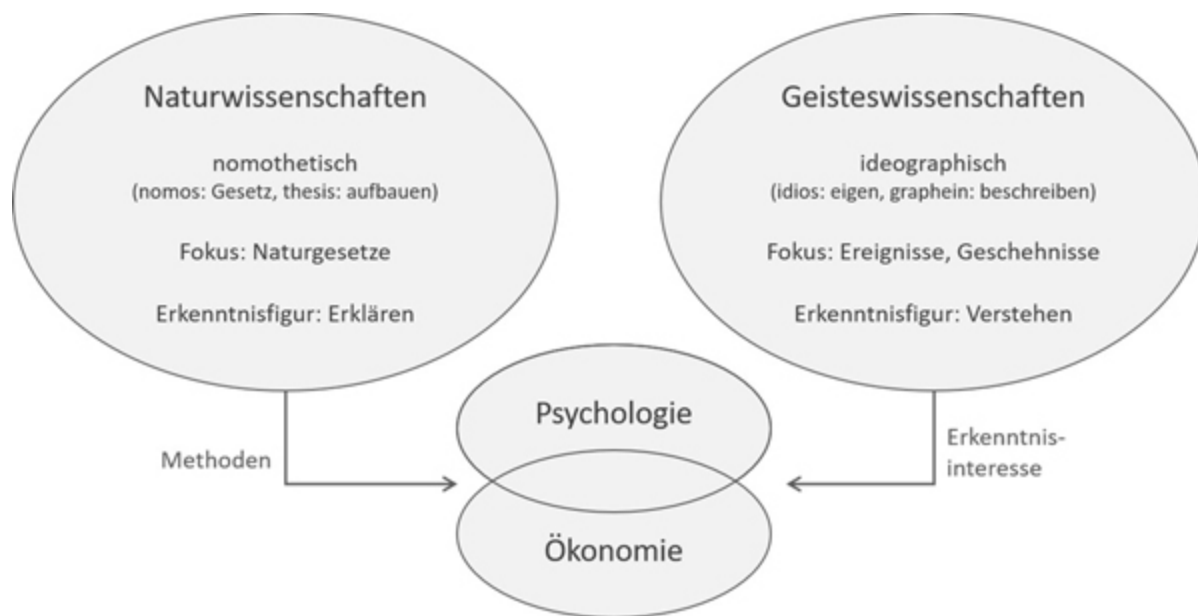 Naturwissenschaften
nomothetisch
(nomos: Gesetz, thesis: aufbauen)
Fokus: Naturgesetze
Erkenntnisfigur: Erklären
Geisteswissenschaften
ideographisch
(idios: eigen, graphein: beschreiben)
Fokus: Ereignisse, Geschehnisse
Erkenntnisfigur: Verstehen
Methoden
Psychologie
Ökonomie
Erkenntnis-
interesse